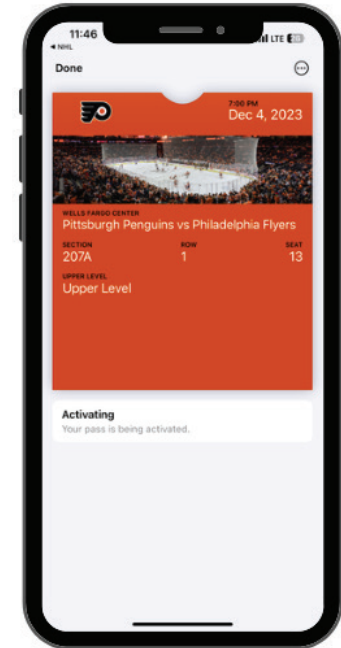 11:46
LTE
◀ NHL
Done
7:00 PM
Dec 4, 2023
WELLS FARGO CENTER
Pittsburgh Penguins vs Philadelphia Flyers
SECTION ROW SEAT
207A 1 13
UPPER LEVEL
Upper Level
Activating
Your pass is being activated.